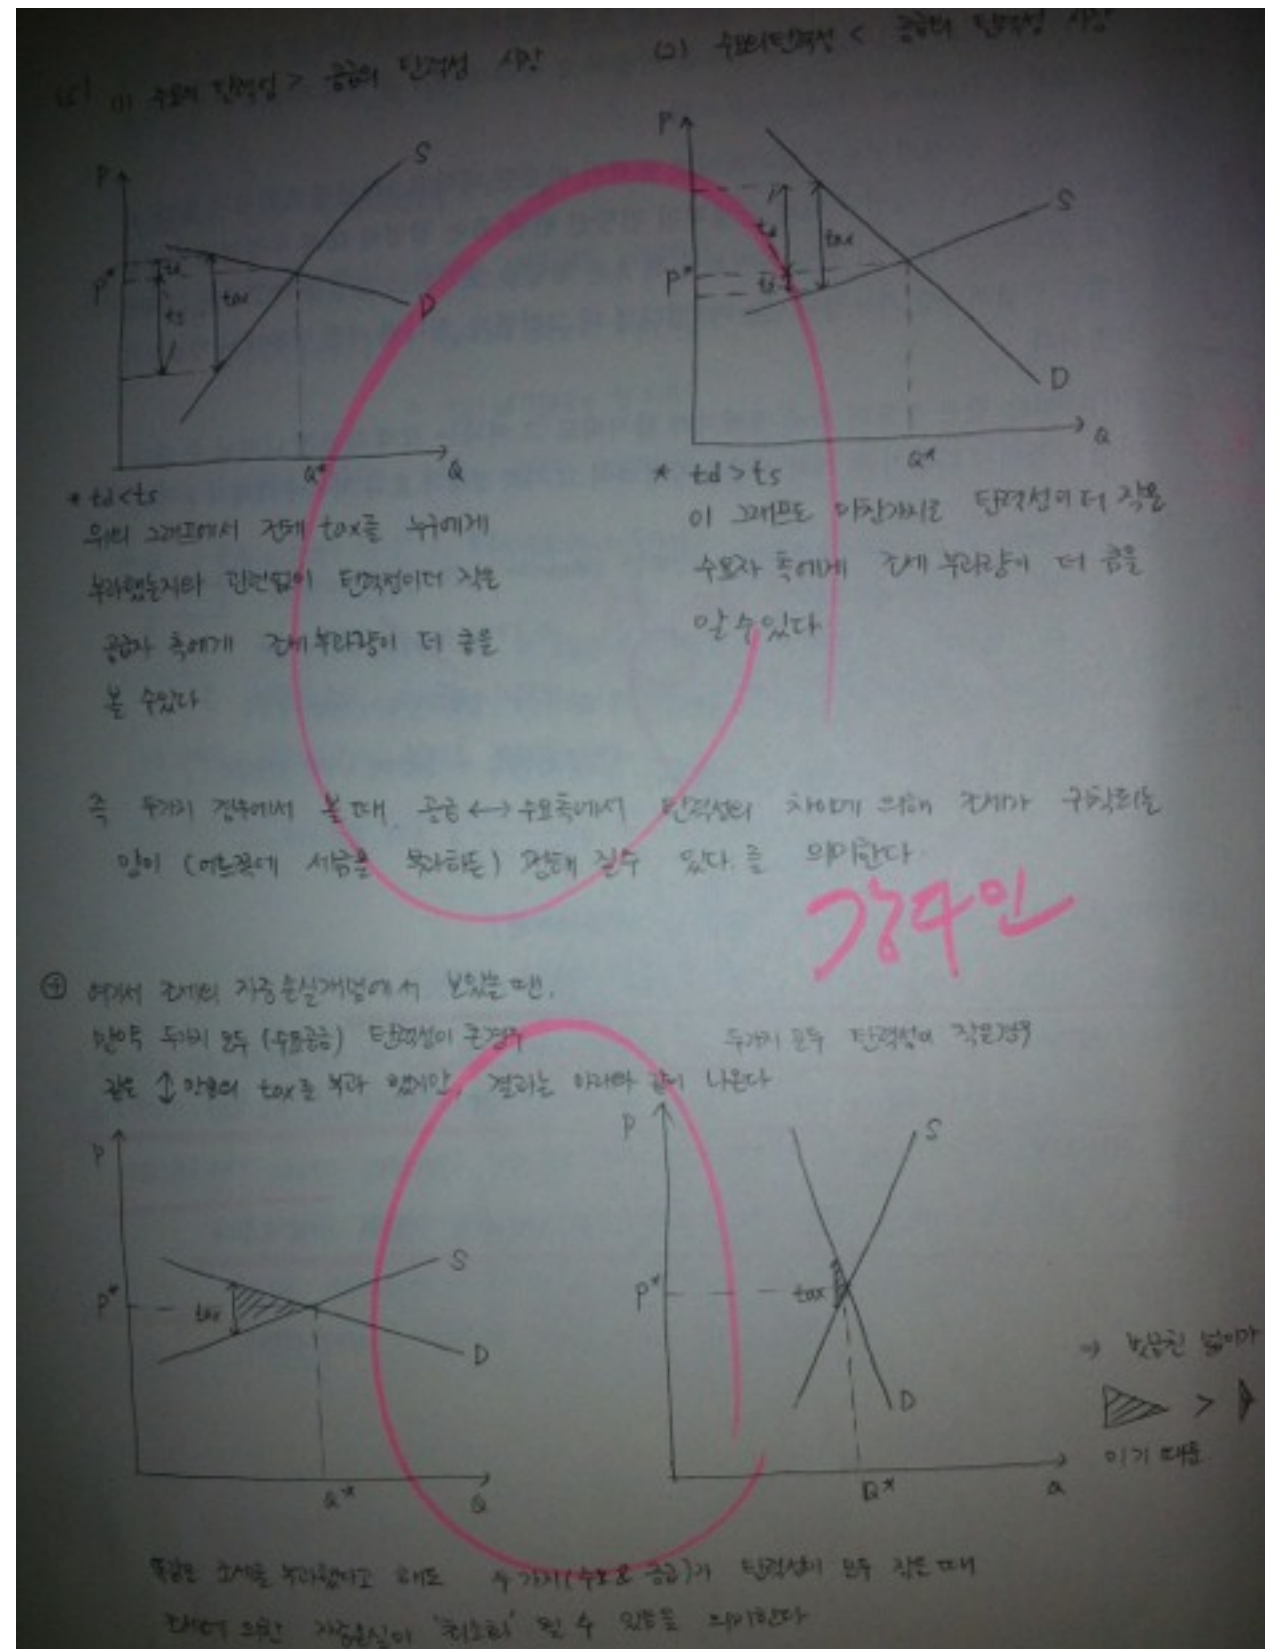 (1) 수요의 탄력성 > 공급의 탄력성 시장
(2) 수요의 탄력성 < 공급의 탄력성 시장
P
S
P*
td
ts
tax
D
Q*
Q
P
S
P*
td
ts
tax
D
Q*
Q
* td<ts
위의 그래프에서 전체 tax를 누구에게
부과했는지와 관련없이 탄력성이 더 작은
공급자 측에게 조세부과량이 더 큼을
볼 수있다
* td>ts
이 그래프도 마찬가지로 탄력성이 더 작은
수요자 측에게 조세부과량이 더 큼을
알 수 있다
즉 두가지 경우에서 볼때, 공급 ↔ 수요측에서 탄력성의 차이에 의해 조세가 귀착되는
양이 (어느쪽에 세금을 부과하든) 정해 질수 있다.를 의미한다
강다인
⊕ 여기서 조세의 자중손실개념에서 보았을 땐,
만약 두가지 모두 (수요공급) 탄력성이 큰경우
두가지 모두 탄력성이 작은경우
같은 ↕ 만큼의 tax를 부과 했지만, 결과는 아래와 같이 나온다
P
S
P*
tax
D
Q*
Q
P
S
P*
tax
D
Q*
Q
⇒ 빗금친 넓이가
>
이기 때문
똑같은 조세를 부과했다고 해도 두가지(수요와 공급)가 탄력성이 모두 작은 때
조세에 의한 자중손실이 '최소화' 될 수 있음을 의미한다